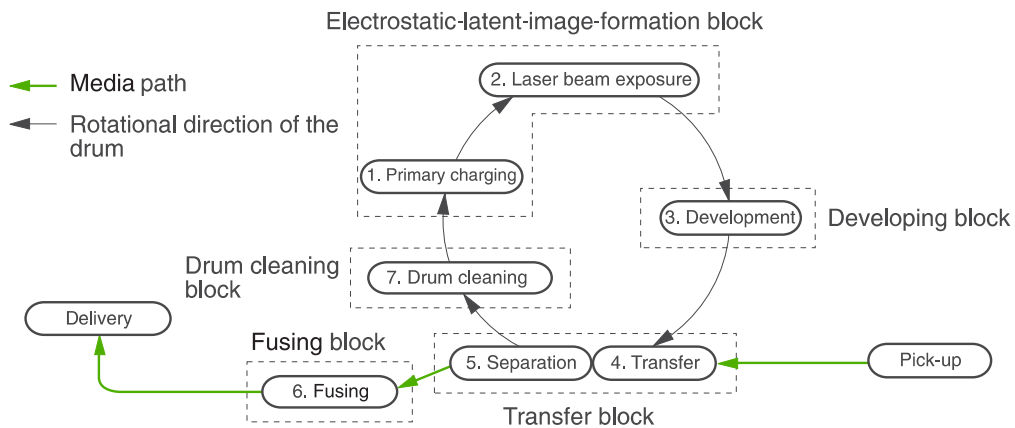 Electrostatic-latent-image-formation block
Media path
Rotational direction of the
drum
2. Laser beam exposure
1. Primary charging
3. Development
Developing block
Drum cleaning
block
7. Drum cleaning
Delivery
Fusing block
5. Separation
4. Transfer
Pick-up
6. Fusing
Transfer block